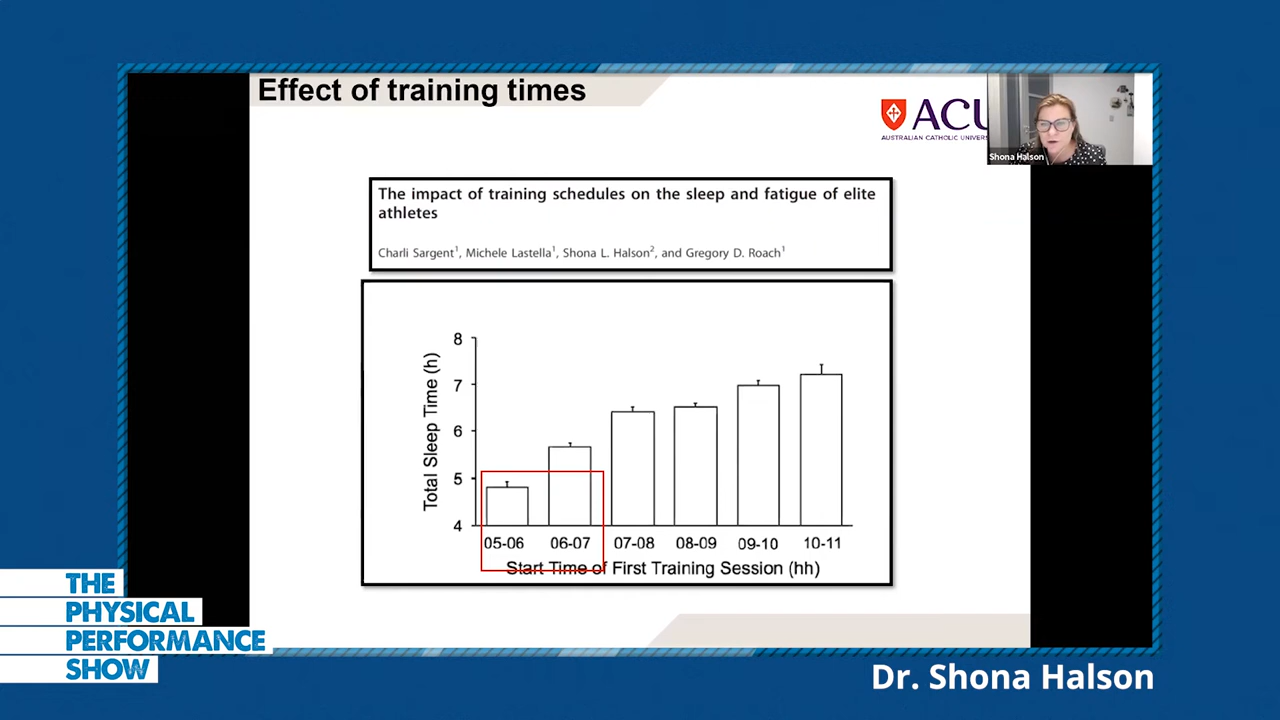 Effect of training times
ACU
AUSTRALIAN CATHOLIC UNIVERS
Shona Halson
The impact of training schedules on the sleep and fatigue of elite
athletes
Charli Sargent1, Michele Lastella1, Shona L. Halson2, and Gregory D. Roach1
Total Sleep Time (h)
8
7
6
5
4
05-06 06-07 07-08 08-09 09-10 10-11
Start Time of First Training Session (hh)
THE
PHYSICAL
PERFORMANCE
SHOW
Dr. Shona Halson